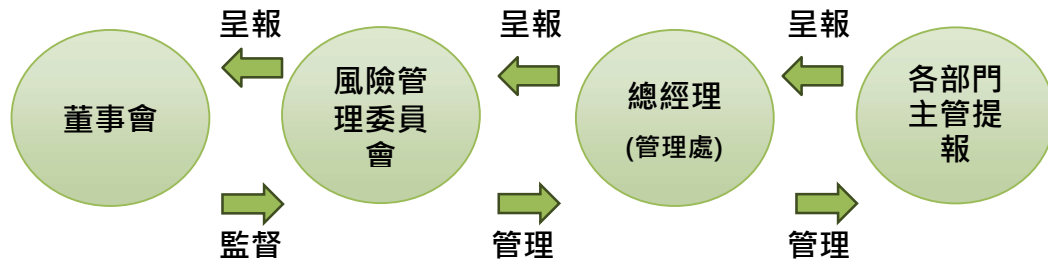 呈報
呈報
呈報
董事會
風險管
理委員
會
總經理
(管理處)
各部門
主管提
報
監督
管理
管理